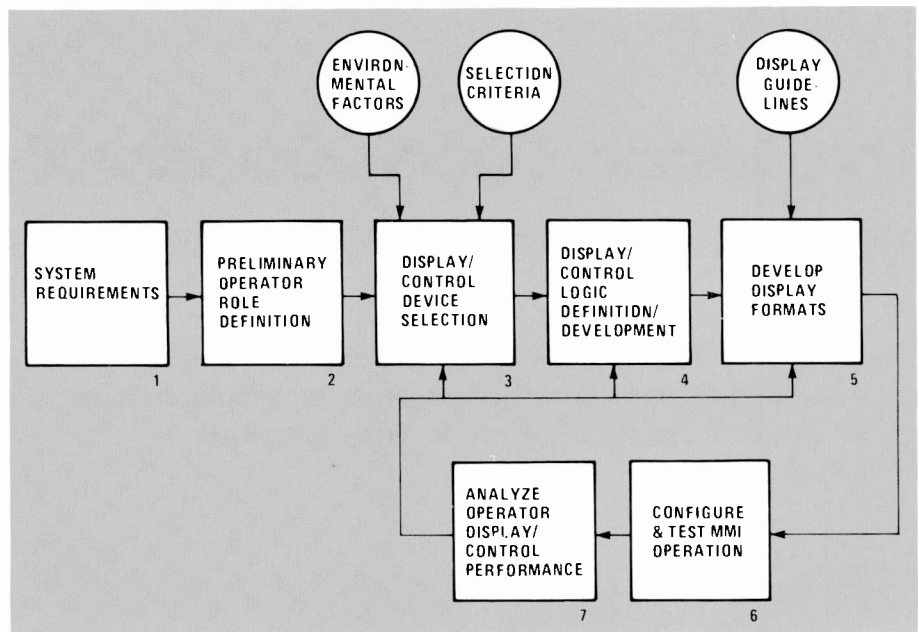 ENVIRON-
MENTAL
FACTORS
SELECTION
CRITERIA
DISPLAY
GUIDE-
LINES
SYSTEM
REQUIREMENTS
1
PRELIMINARY
OPERATOR
ROLE
DEFINITION
2
DISPLAY/
CONTROL
DEVICE
SELECTION
3
DISPLAY/
CONTROL
LOGIC
DEFINITION/
DEVELOPMENT
4
DEVELOP
DISPLAY
FORMATS
5
ANALYZE
OPERATOR
DISPLAY/
CONTROL
PERFORMANCE
7
CONFIGURE
& TEST MMI
OPERATION
6